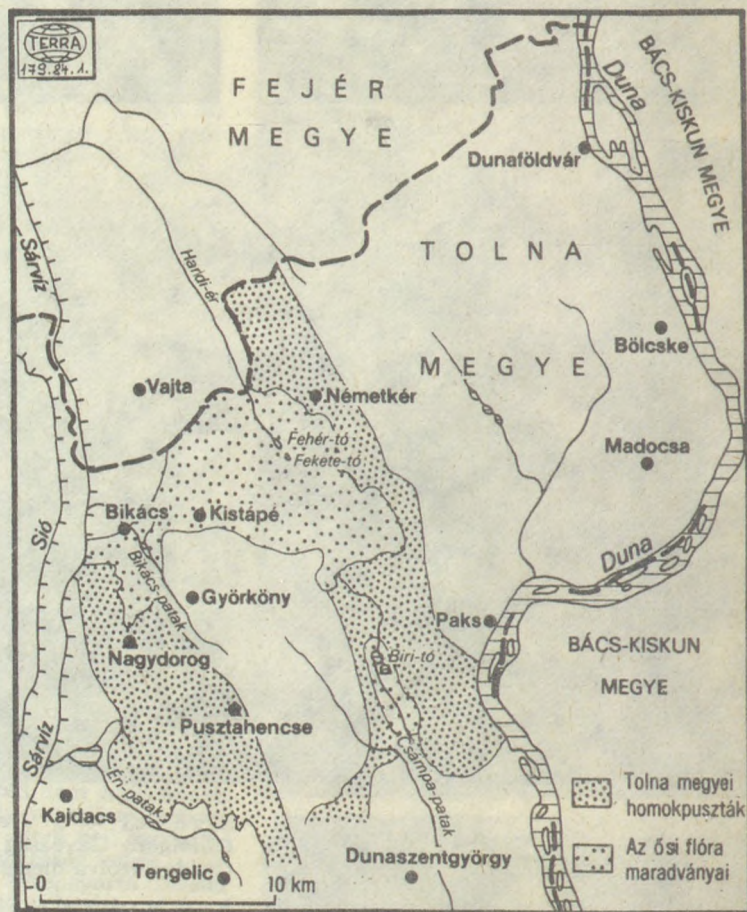 TERRA
179.84.1.
FEJÉR
MEGYE
Duna
BÁCS-KISKUN MEGYE
Dunaföldvár
TOLNA
MEGYE
Sárvíz
Hardi-ér
Bölcske
Vajta
Németkér
Fehér-tó
Fekete-tó
Madocsa
Bikács
Kistápé
Sió
Bikács-patak
Duna
Györköny
Paks
Nagydorog
Biri-tó
BÁCS-KISKUN
MEGYE
Pusztahencse
Sárvíz
Csámpa-patak
Én-patak
Kajdacs
Tolna megyei
homokpuszták
Az ősi flóra
maradványai
Tengelic
Dunaszentgyörgy
0 10 km